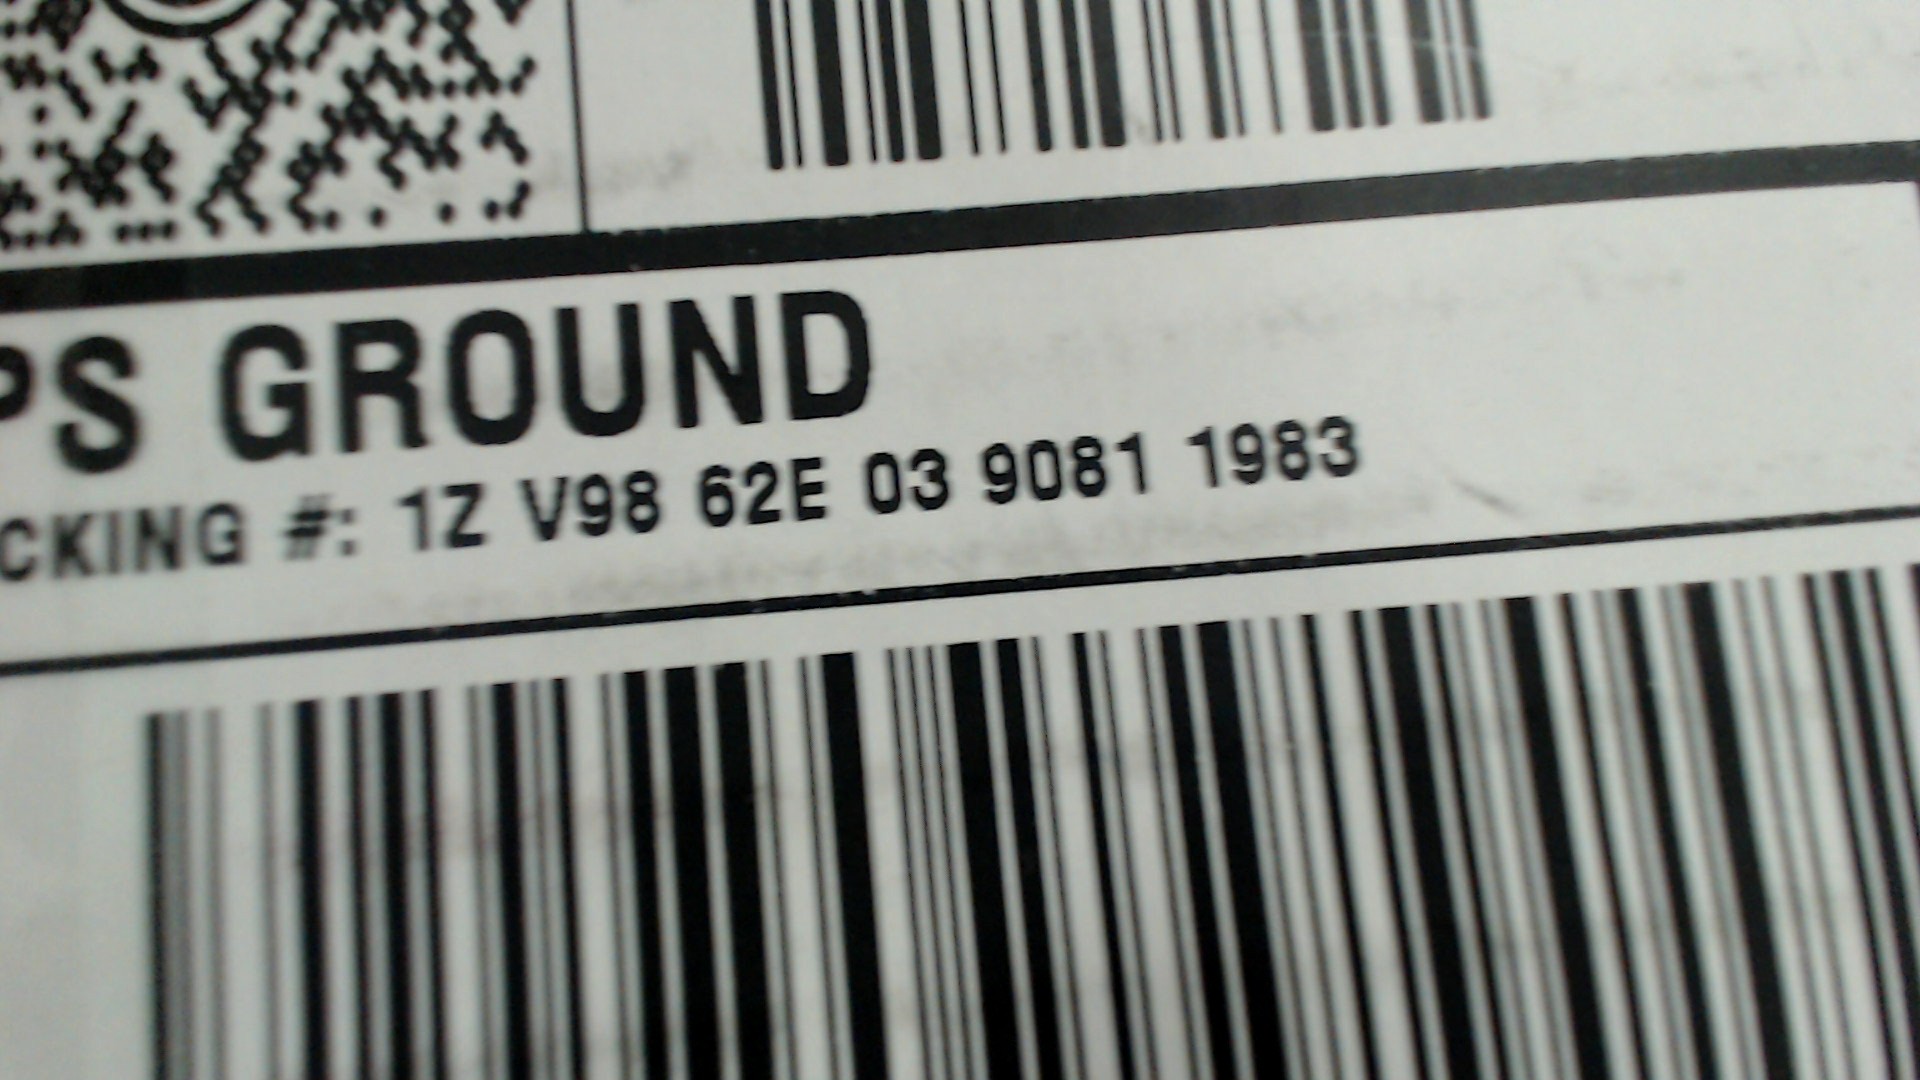 PS GROUND
CKING #: 1Z V98 62E 03 9081 1983